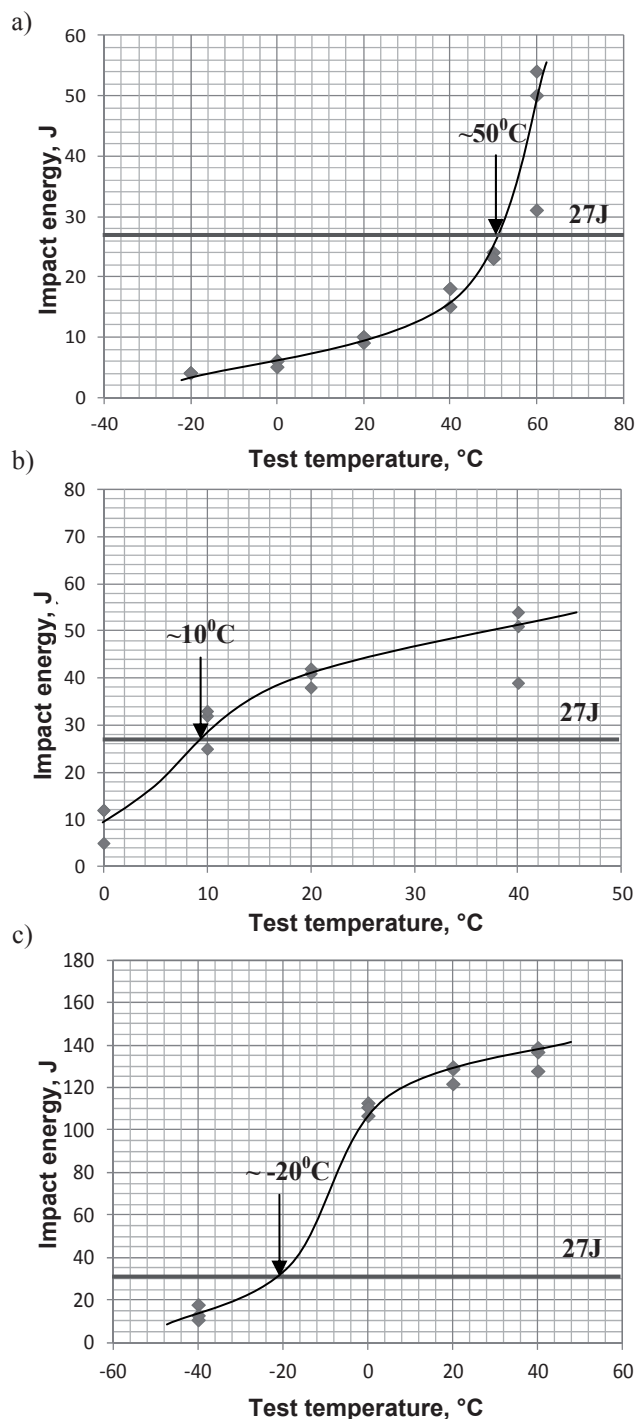 a)
60
50
~50⁰C
40
27J
30
20
10
0
-40 -20 0 20 40 60 80
Impact energy, J
Test temperature, °C
b)
80
70
60
50
~10⁰C
40
27J
30
20
10
0
0 10 20 30 40 50
Impact energy, J
Test temperature, °C
c)
180
160
140
120
100
80
~ -20⁰C
60
27J
40
20
0
-60 -40 -20 0 20 40 60
Impact energy, J
Test temperature, °C